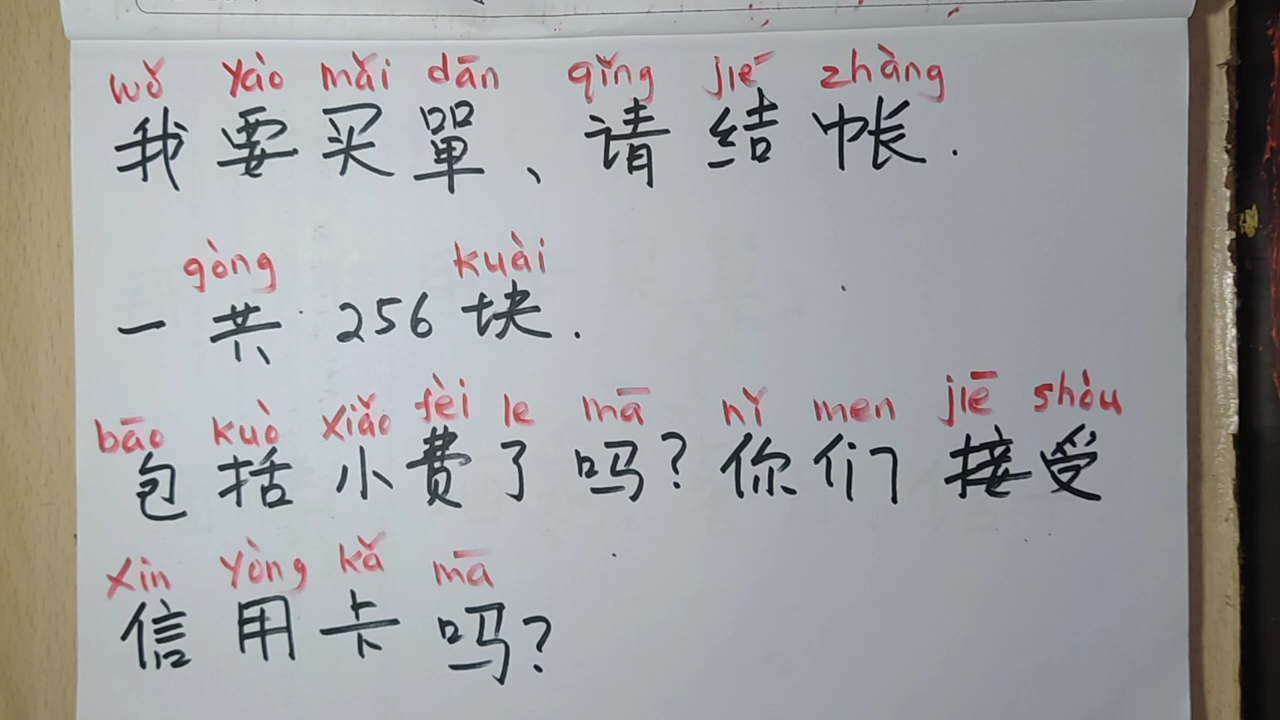 wǒ yào mǎi dān qǐng jié zhàng
我要买單、请结帐.
gòng kuài
一共 256 块.
bāo kuò xiǎo fèi le mā nǐ men jiē shòu
包括小费了吗?你们接受
xìn yòng kǎ mā
信用卡吗?